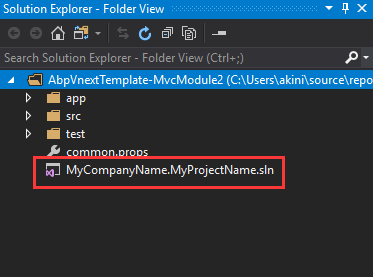 Solution Explorer - Folder View
Search Solution Explorer - Folder View (Ctrl+;)
AbpVnextTemplate-MvcModule2 (C:\Users\akini\source\repo
app
src
test
common.props
MyCompanyName.MyProjectName.sln